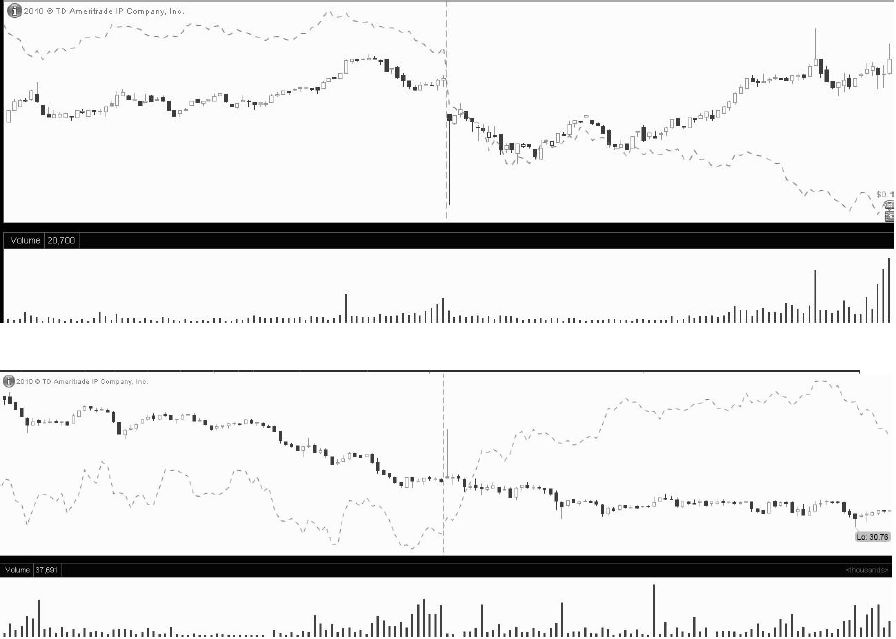 2010 © TD Ameritrade IP Company, Inc.
Volume 20,700
2010 © TD Ameritrade IP Company, Inc.
Lo: 30.76
Volume 37,691 <thousands>